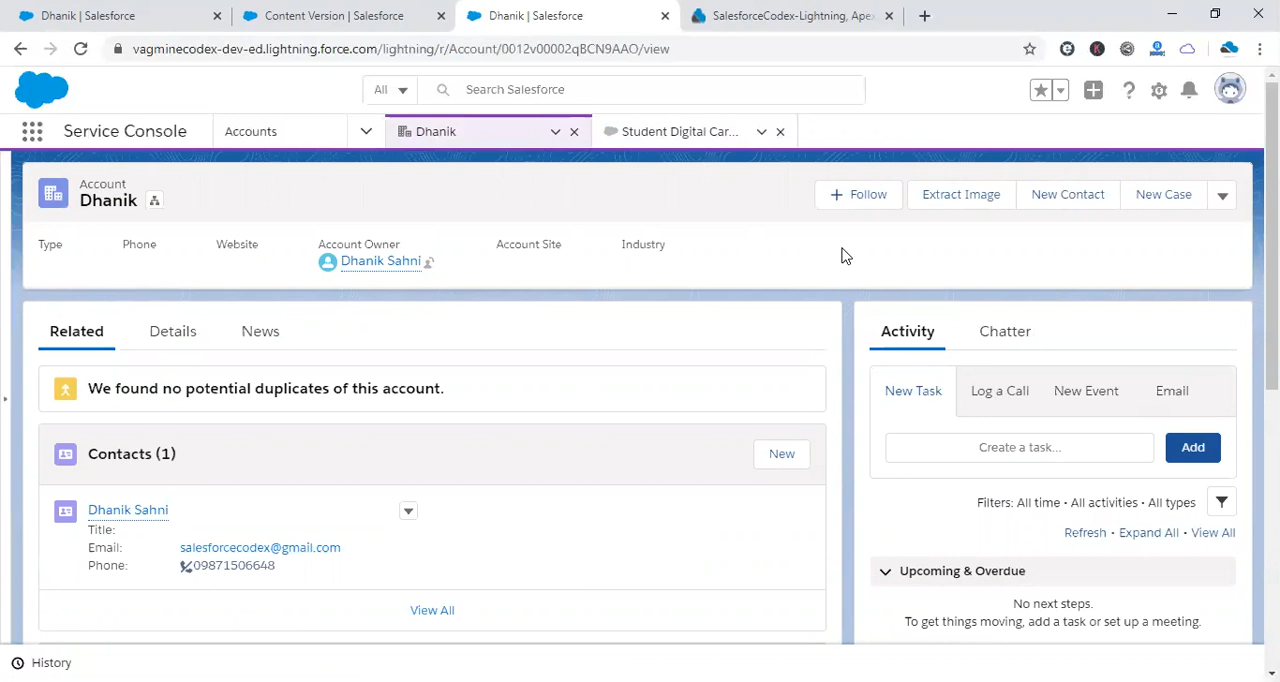 Dhanik | Salesforce
Content Version | Salesforce
Dhanik | Salesforce
SalesforceCodex-Lightning, Apex
vagminecodex-dev-ed.lightning.force.com/lightning/r/Account/0012v00002qBCN9AAO/view
All
Search Salesforce
Service Console
Accounts
Dhanik
Student Digital Car...
Account
Dhanik
+ Follow
Extract Image
New Contact
New Case
Type
Phone
Website
Account Owner
Account Site
Industry
Dhanik Sahni
Related
Details
News
We found no potential duplicates of this account.
Contacts (1)
New
Dhanik Sahni
Title:
Email: salesforcecodex@gmail.com
Phone: 09871506648
View All
Activity
Chatter
New Task
Log a Call
New Event
Email
Create a task...
Add
Filters: All time • All activities • All types
Refresh • Expand All • View All
Upcoming & Overdue
No next steps.
To get things moving, add a task or set up a meeting.
History